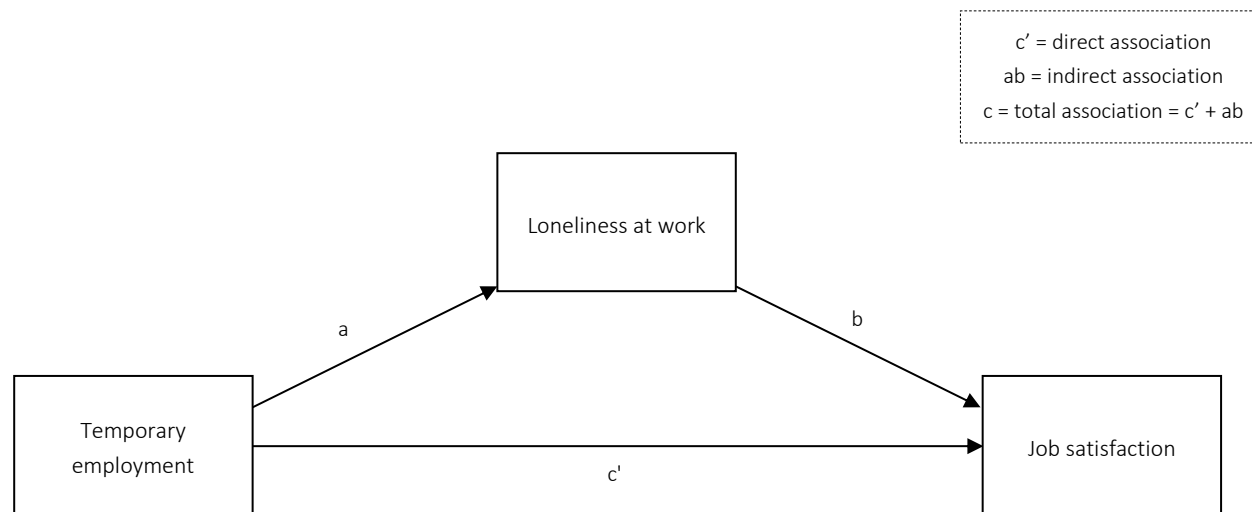 c’ = direct association
ab = indirect association
c = total association = c’ + ab
Loneliness at work
a
b
Temporary
employment
Job satisfaction
c'